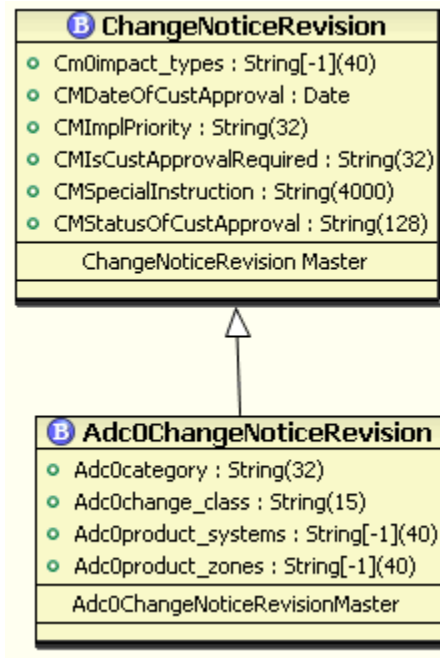 B ChangeNoticeRevision
Cm0impact_types : String[-1](40)
CMDateOfCustApproval : Date
CMImplPriority : String(32)
CMIsCustApprovalRequired : String(32)
CMSpecialInstruction : String(4000)
CMStatusOfCustApproval : String(128)
ChangeNoticeRevision Master
B Adc0ChangeNoticeRevision
Adc0category : String(32)
Adc0change_class : String(15)
Adc0product_systems : String[-1](40)
Adc0product_zones : String[-1](40)
Adc0ChangeNoticeRevisionMaster